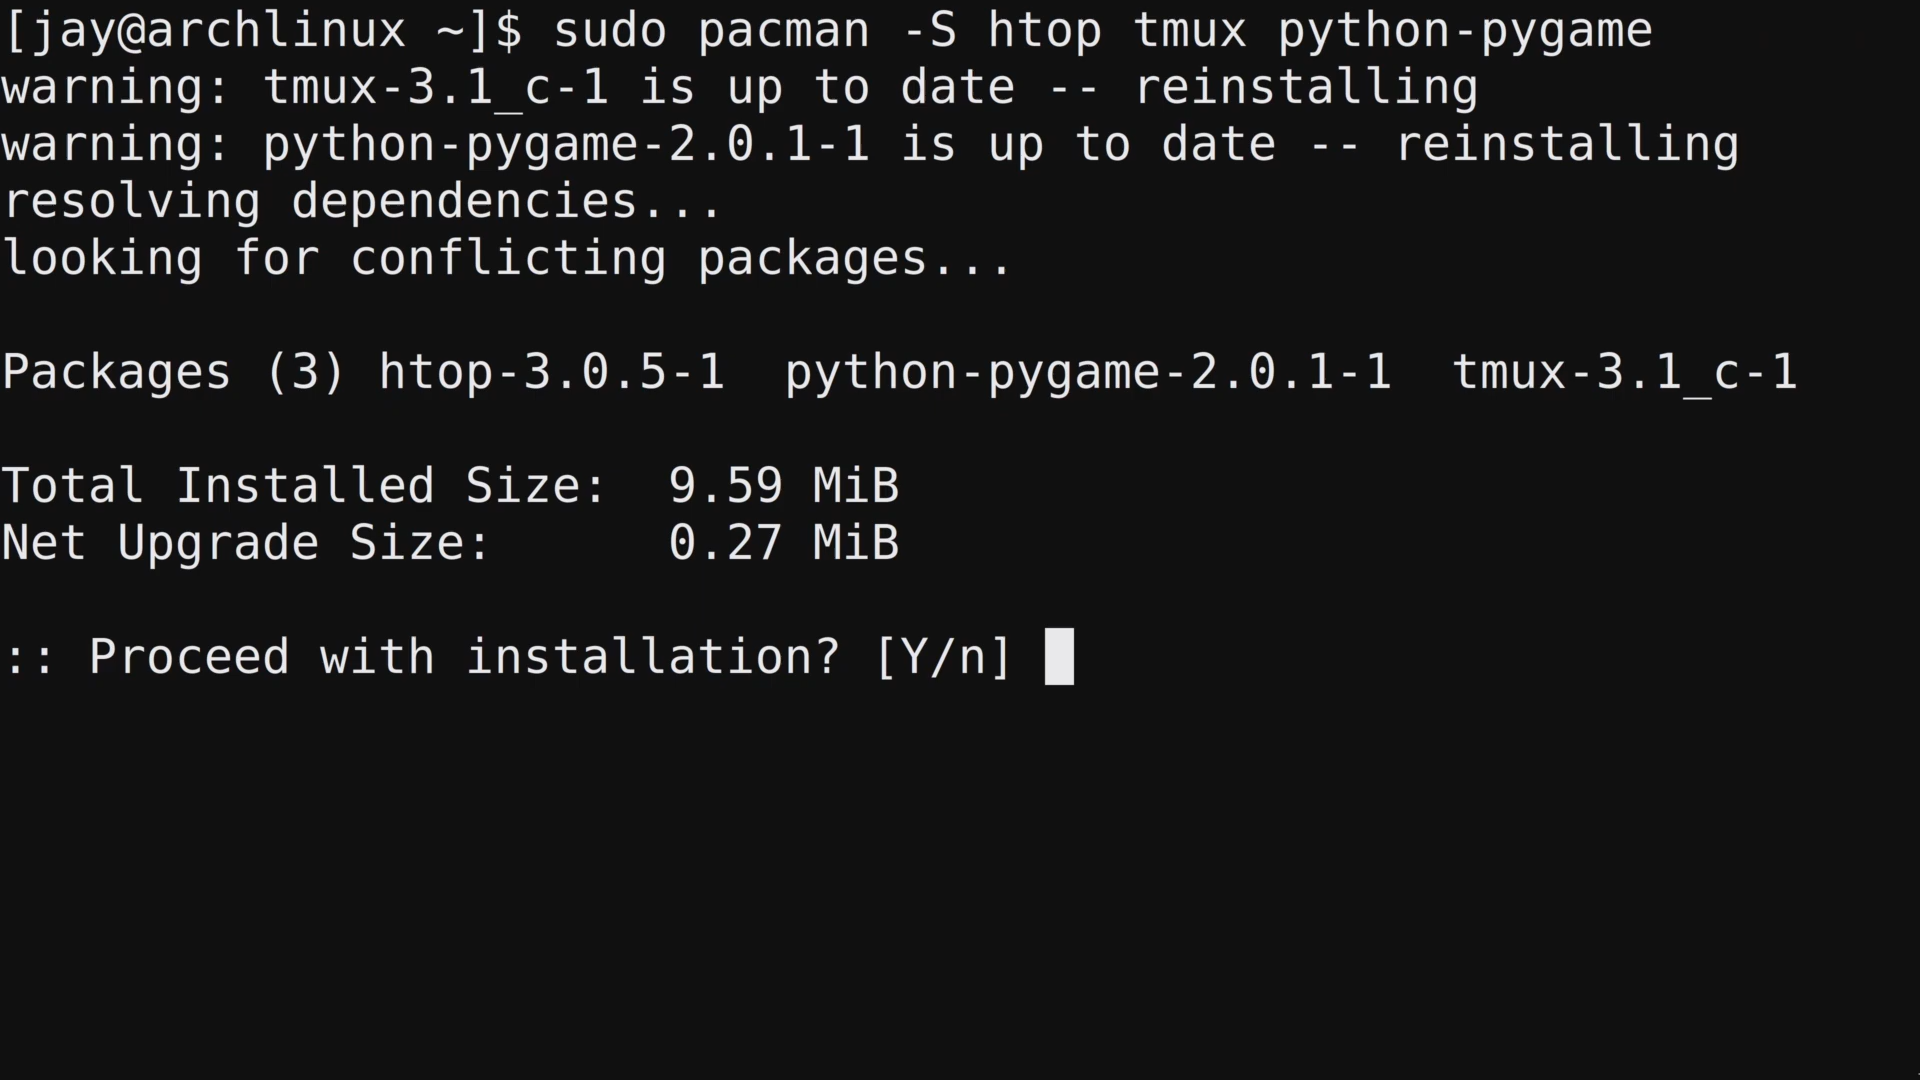 [jay@archlinux ~]$ sudo pacman -S htop tmux python-pygame
warning: tmux-3.1_c-1 is up to date -- reinstalling
warning: python-pygame-2.0.1-1 is up to date -- reinstalling
resolving dependencies...
looking for conflicting packages...
Packages (3) htop-3.0.5-1  python-pygame-2.0.1-1  tmux-3.1_c-1
Total Installed Size:  9.59 MiB
Net Upgrade Size:      0.27 MiB
:: Proceed with installation? [Y/n]